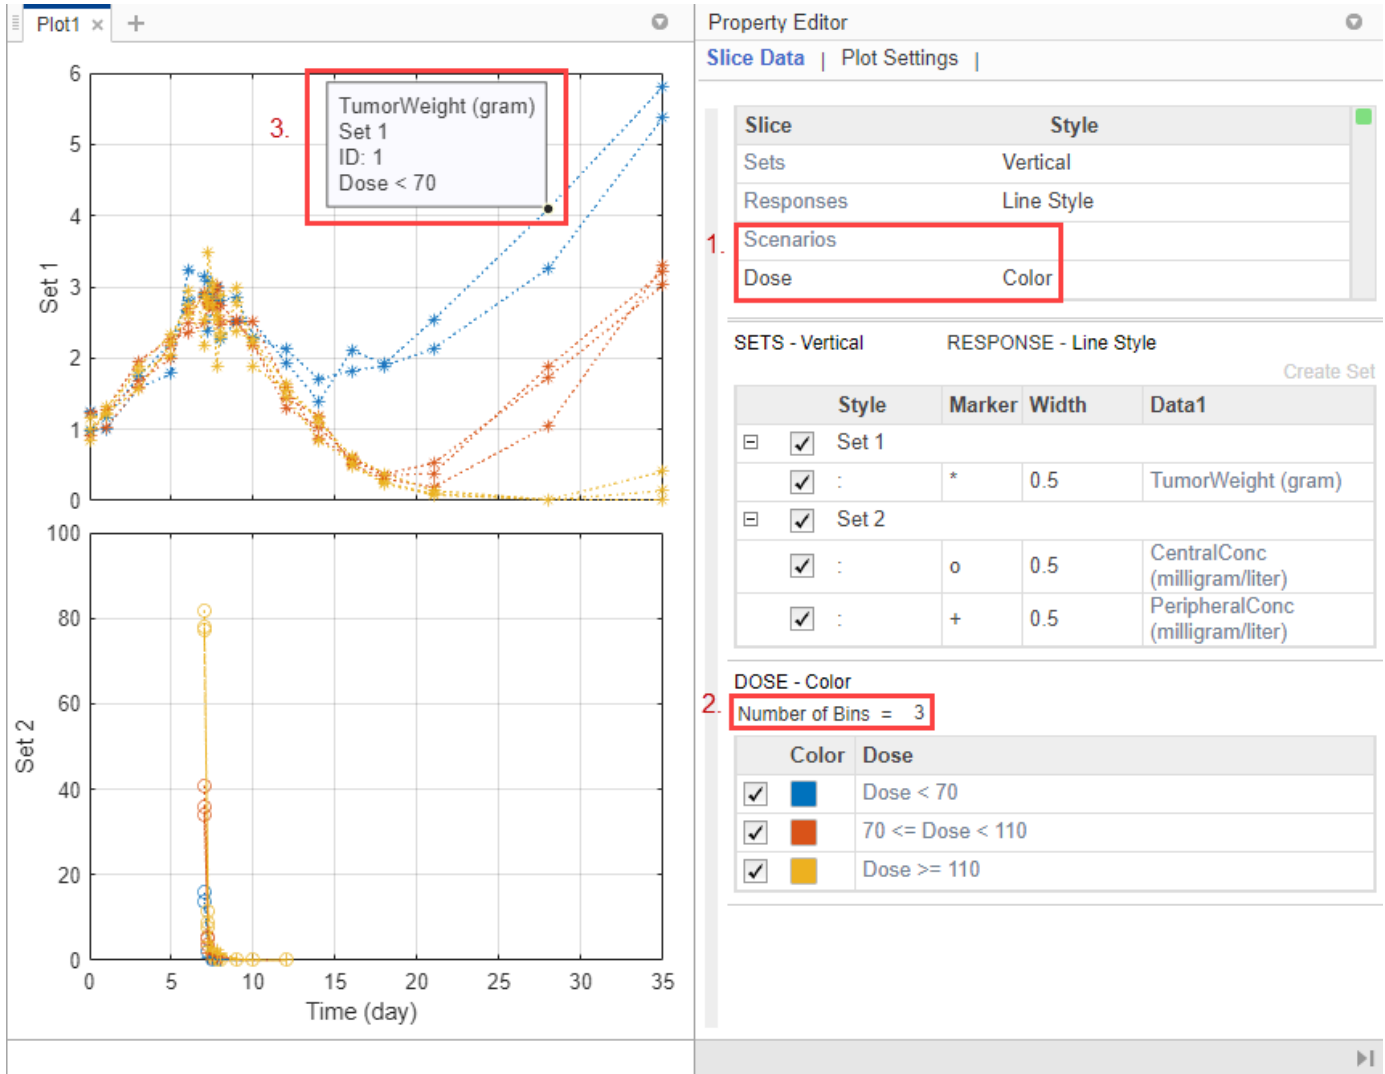 Plot1 × +
6
5
4
3
2
1
0
Set 1
3.
TumorWeight (gram)
Set 1
ID: 1
Dose < 70
100
80
60
40
20
0
Set 2
0 5 10 15 20 25 30 35
Time (day)
Property Editor
Slice Data | Plot Settings |
Slice Style
Sets Vertical
Responses Line Style
1.
Scenarios
Dose Color
SETS - Vertical RESPONSE - Line Style
Create Set
Style Marker Width Data1
Set 1
: * 0.5 TumorWeight (gram)
Set 2
: o 0.5 CentralConc
(milligram/liter)
: + 0.5 PeripheralConc
(milligram/liter)
DOSE - Color
2.
Number of Bins = 3
Color Dose
Dose < 70
70 <= Dose < 110
Dose >= 110